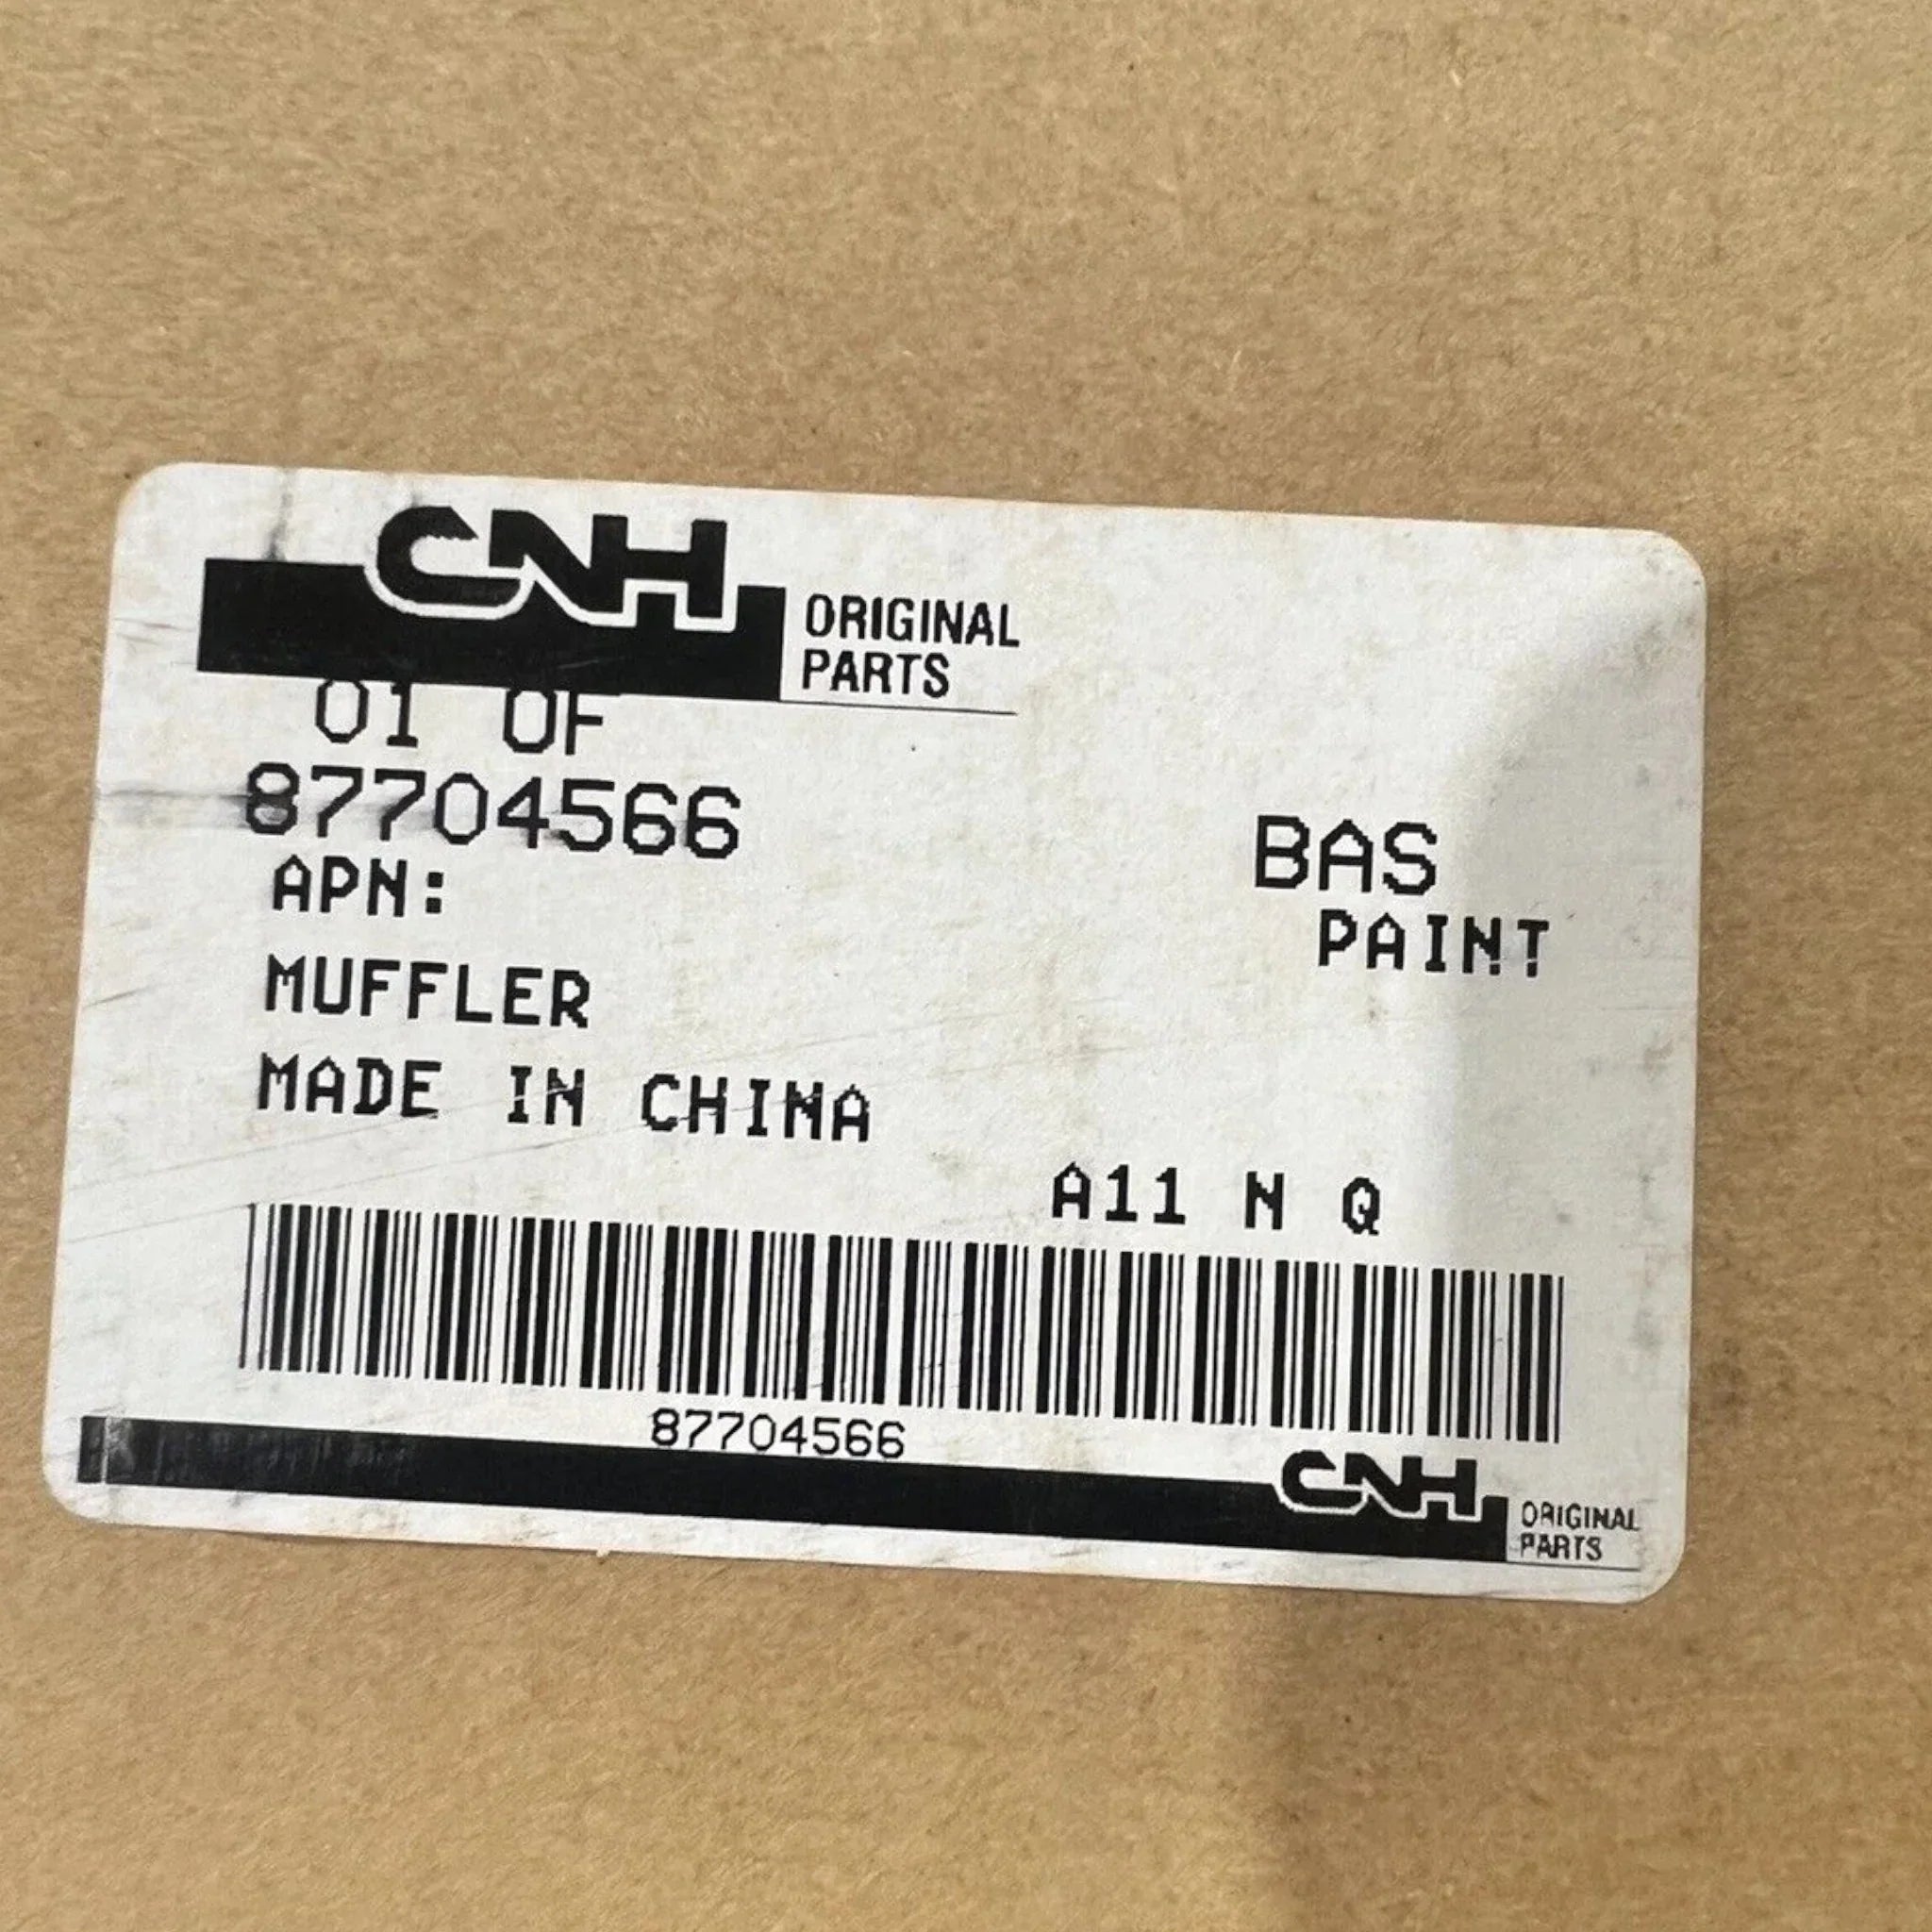 CNH ORIGINAL
PARTS
01 OF
87704566
BAS
APN:
PAINT
MUFFLER
MADE IN CHINA
A11 N Q
87704566
CNH ORIGINAL
PARTS